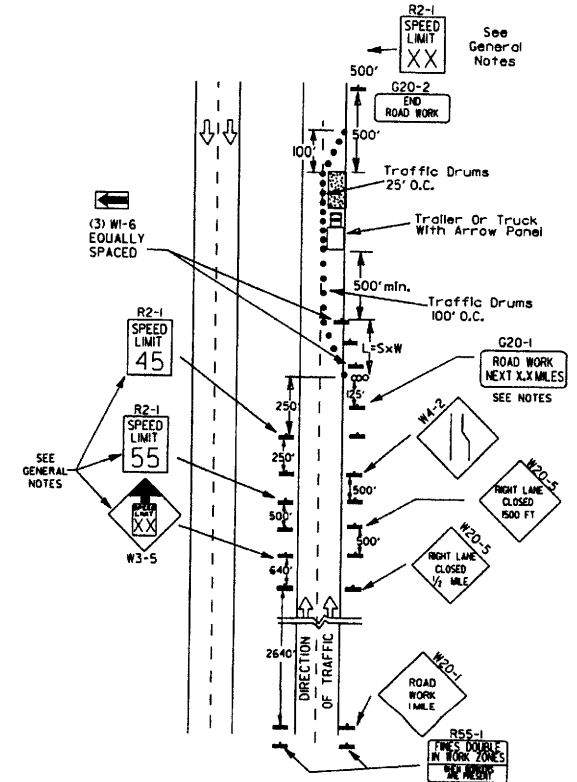 R2-1
SPEED
LIMIT
XX
See
General
Notes
500'
G20-2
END
ROAD WORK
500'
100'
Traffic Drums
25' O.C.
Trailer Or Truck
With Arrow Panel
(3) W1-6
EQUALLY
SPACED
500' min.
Traffic Drums
100' O.C.
L=SxW
R2-1
SPEED
LIMIT
45
G20-1
ROAD WORK
NEXT X.X MILES
SEE NOTES
125'
250'
W4-2
R2-1
SPEED
LIMIT
55
250'
SEE
GENERAL
NOTES
500'
W20-5
RIGHT LANE
CLOSED
1500 FT
500'
SPEED
LIMIT
XX
W3-5
500'
W20-5
RIGHT LANE
CLOSED
1/2 MILE
640'
2640'
DIRECTION
OF TRAFFIC
W20-1
ROAD
WORK
1 MILE
R55-1
FINES DOUBLE
IN WORK ZONES
WHEN WORKERS
ARE PRESENT